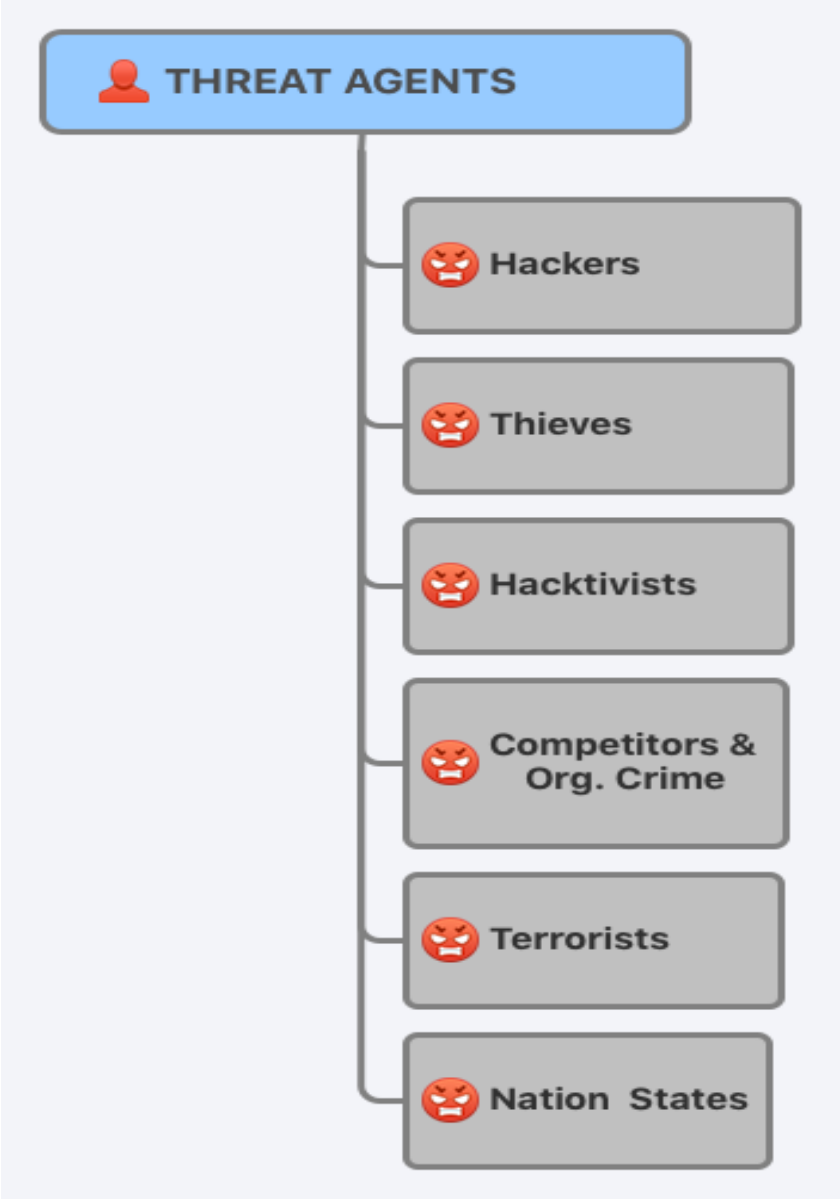 THREAT AGENTS
Hackers
Thieves
Hacktivists
Competitors &
Org. Crime
Terrorists
Nation States